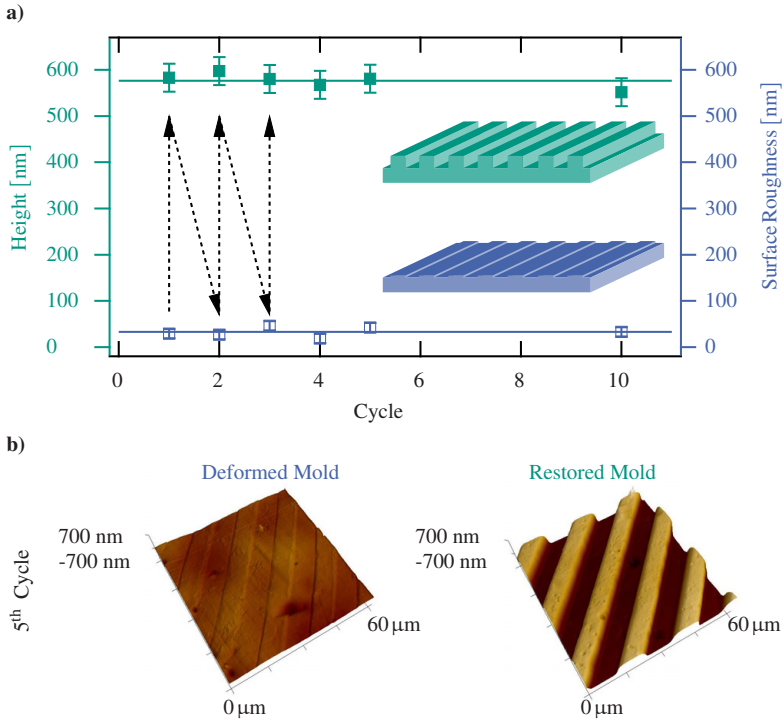 a)
600
500
400
300
200
100
0
Height [nm]
600
500
400
300
200
100
0
Surface Roughness [nm]
0 2 4 6 8 10
Cycle
b)
Deformed Mold
Restored Mold
5th Cycle
700 nm
-700 nm
60 µm
0 µm
700 nm
-700 nm
60 µm
0 µm